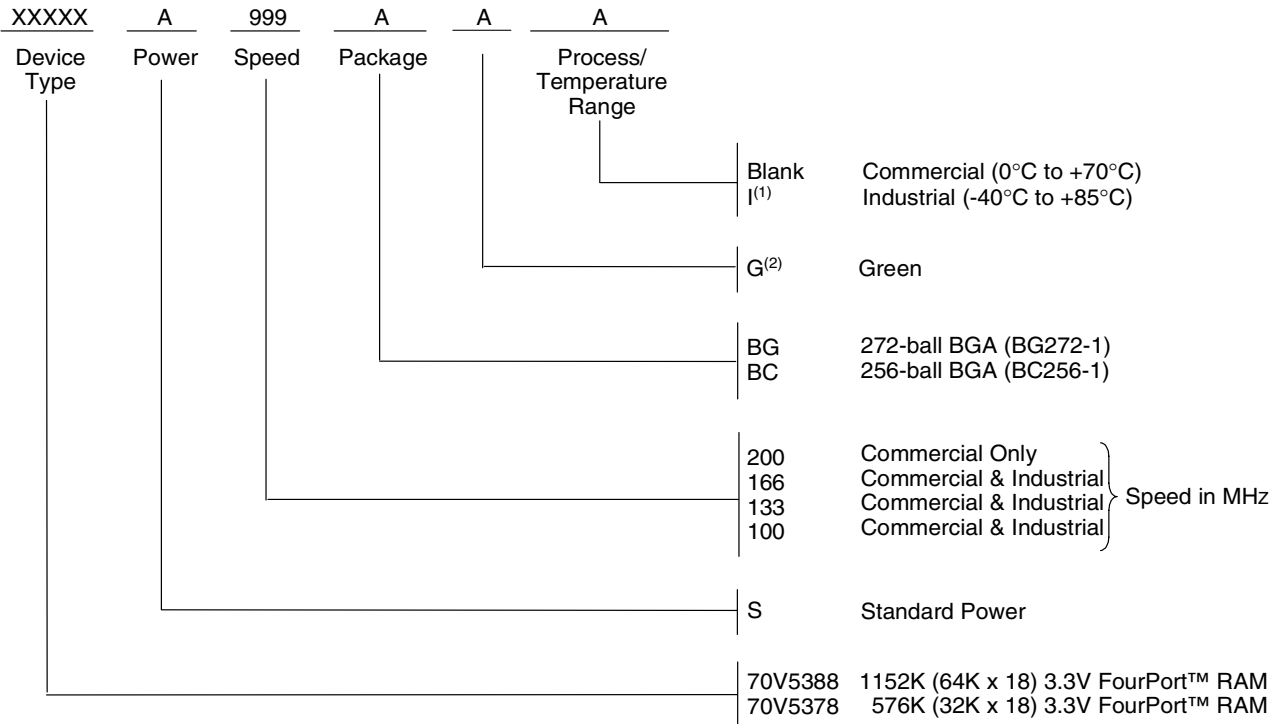 XXXXX A 999 A A A
Device Type Power Speed Package Process/ Temperature Range
Blank Commercial (0°C to +70°C)
I(1) Industrial (-40°C to +85°C)
G(2) Green
BG 272-ball BGA (BG272-1)
BC 256-ball BGA (BC256-1)
200 Commercial Only
166 Commercial & Industrial
133 Commercial & Industrial
100 Commercial & Industrial
Speed in MHz
S Standard Power
70V5388 1152K (64K x 18) 3.3V FourPort™ RAM
70V5378 576K (32K x 18) 3.3V FourPort™ RAM